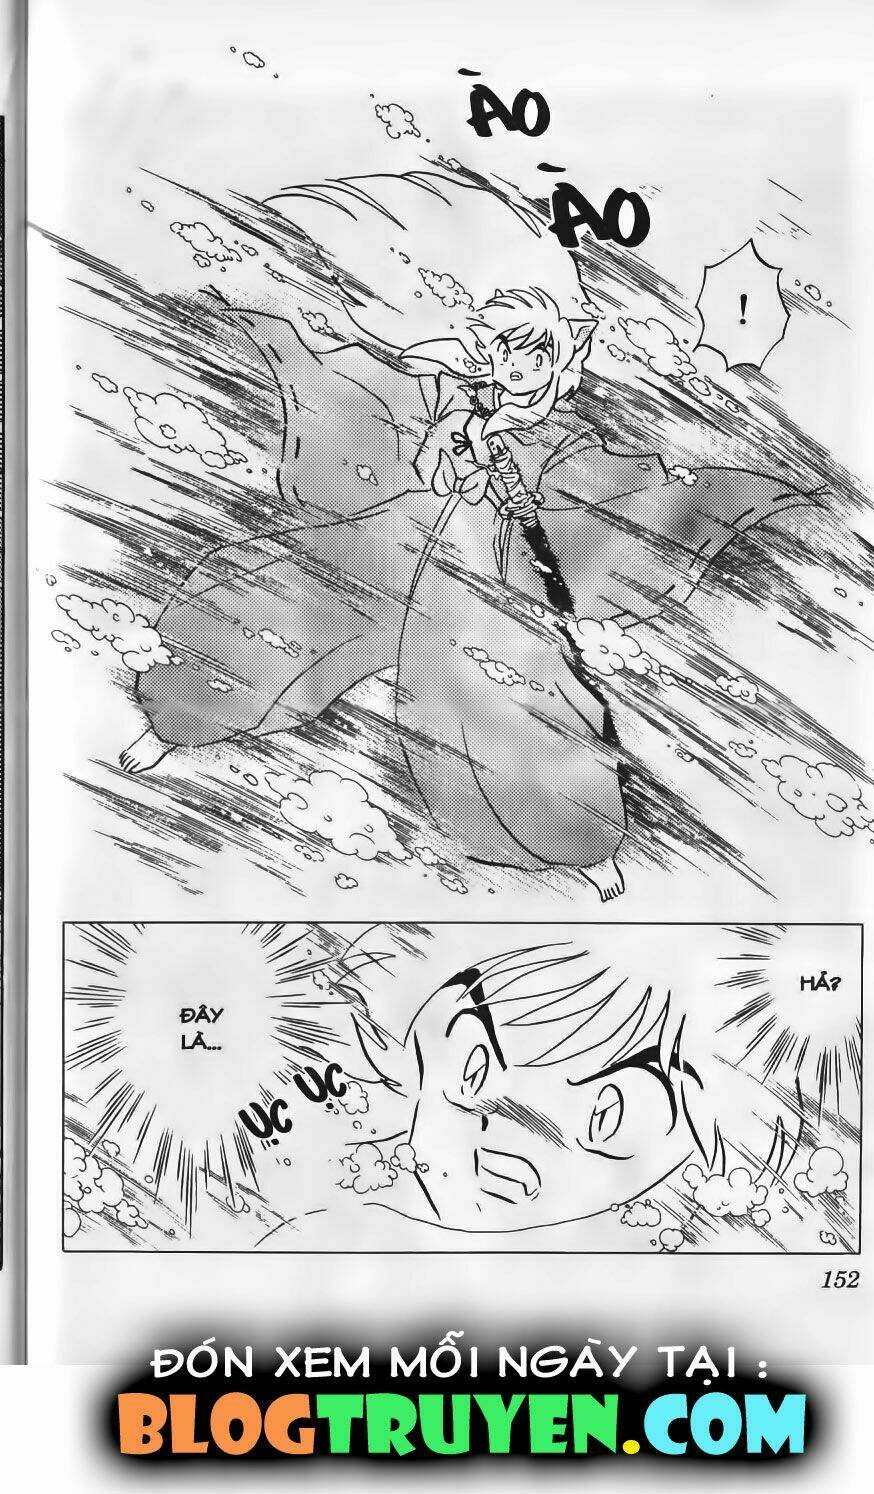 ÀO
ÀO
!
HẢ?
ĐÂY
LÀ...
ỤC ỤC
152
ĐÓN XEM MỖI NGÀY TẠI :
BLOGTRUYEN.COM